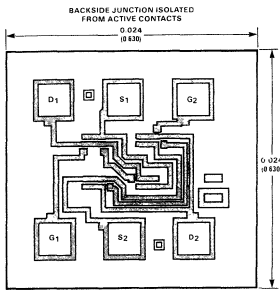 BACKSIDE JUNCTION ISOLATED
FROM ACTIVE CONTACTS
0.024
(0 630)
D1 S1 G2
0 024
(0 630)
G1 S2 D2